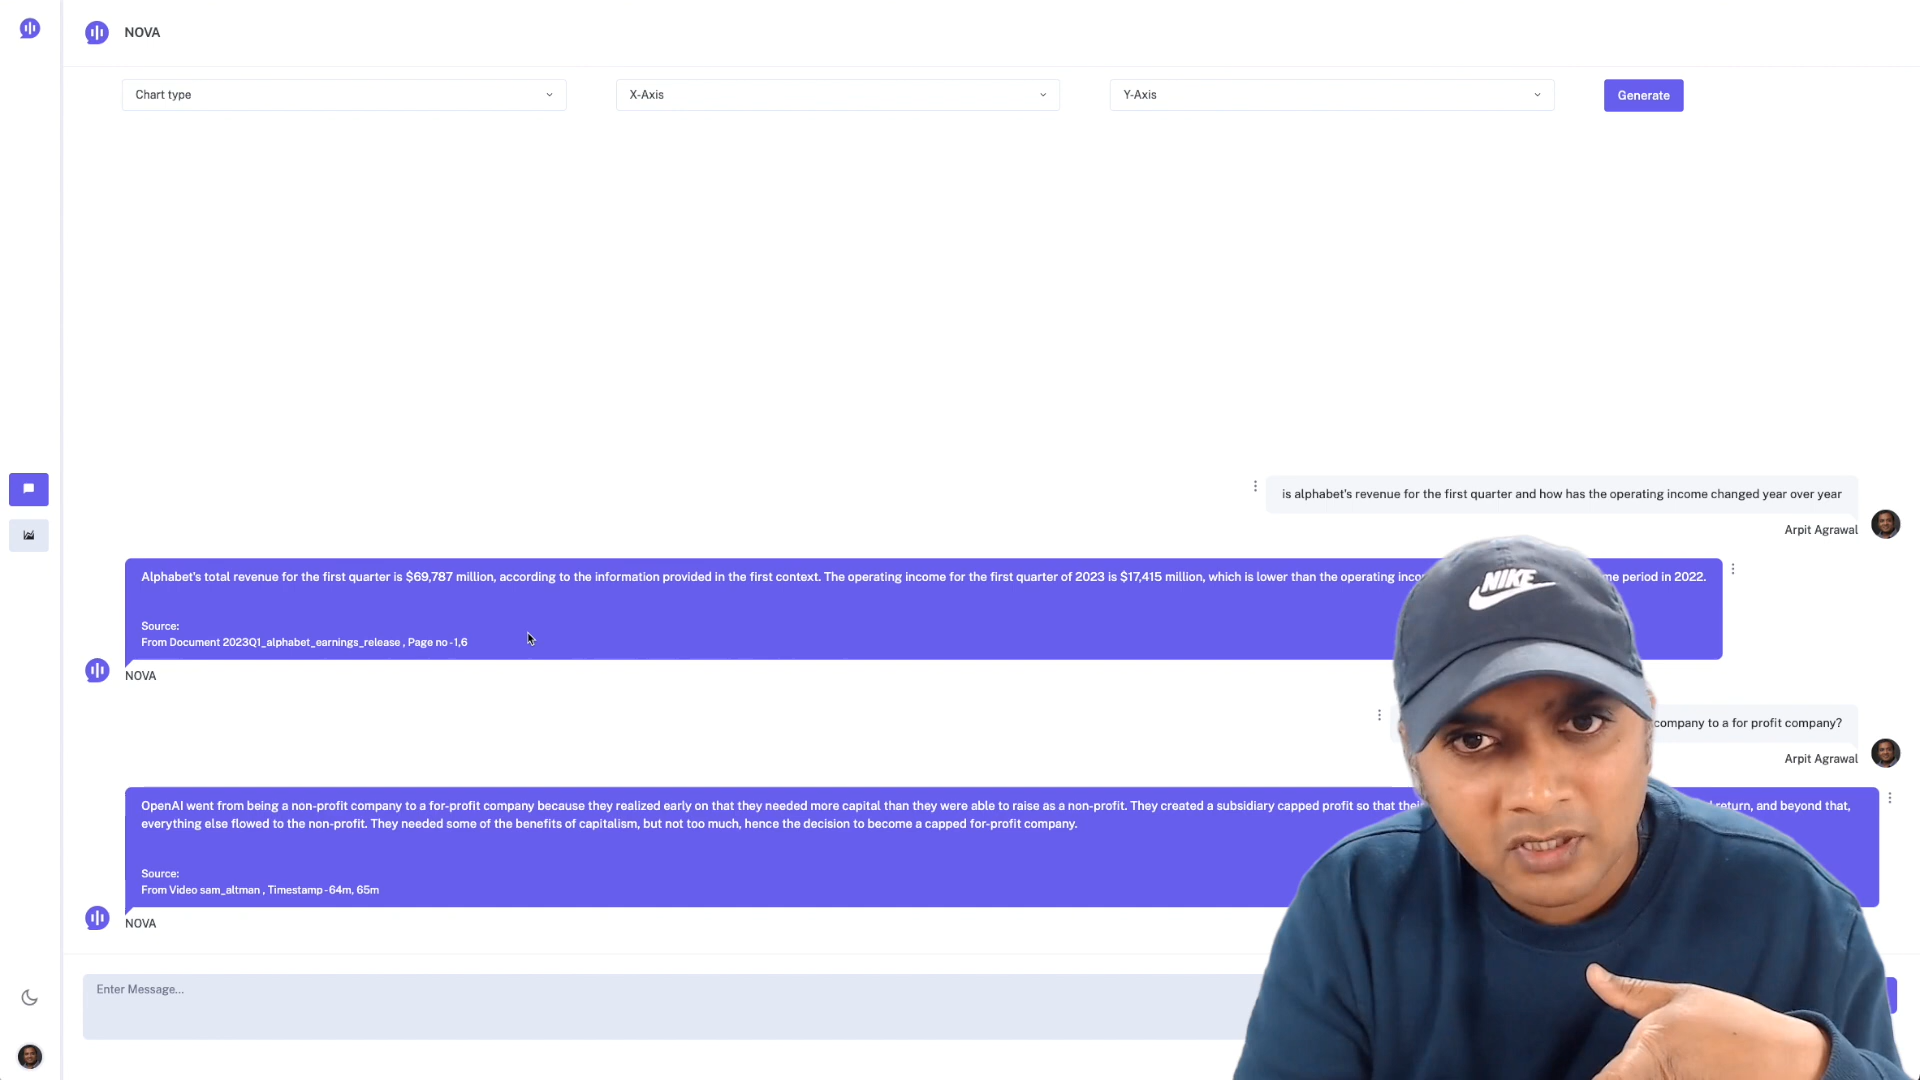 NOVA
Chart type
X-Axis
Y-Axis
Generate
is alphabet's revenue for the first quarter and how has the operating income changed year over year
Arpit Agrawal
Alphabet's total revenue for the first quarter is $69,787 million, according to the information provided in the first context. The operating income for the first quarter of 2023 is $17,415 million, which is lower than the operating period in 2022.
Source:
From Document 2023Q1_alphabet_earnings_release , Page no -1,6
NOVA
company to a for profit company?
Arpit Agrawal
OpenAI went from being a non-profit company to a for-profit company because they realized early on that they needed more capital than they were able to raise as a non-profit. They created a subsidiary capped profit so that return, and beyond that,
everything else flowed to the non-profit. They needed some of the benefits of capitalism, but not too much, hence the decision to become a capped for-profit company.
Source:
From Video sam_altman , Timestamp -64m, 65m
NOVA
Enter Message...
NIKE